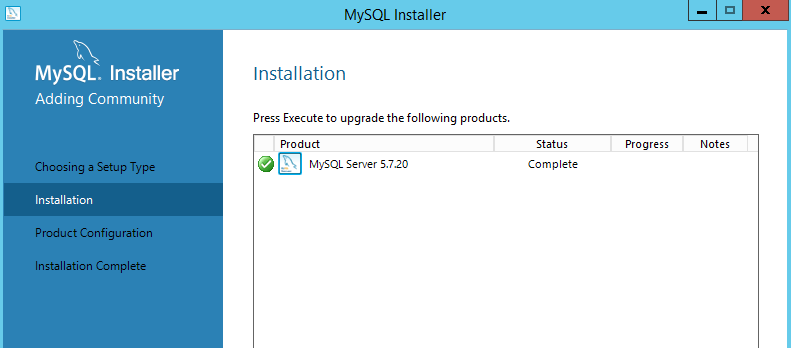 MySQL Installer
MySQL. Installer
Adding Community
Choosing a Setup Type
Installation
Product Configuration
Installation Complete
Installation
Press Execute to upgrade the following products.
Product Status Progress Notes
MySQL Server 5.7.20 Complete